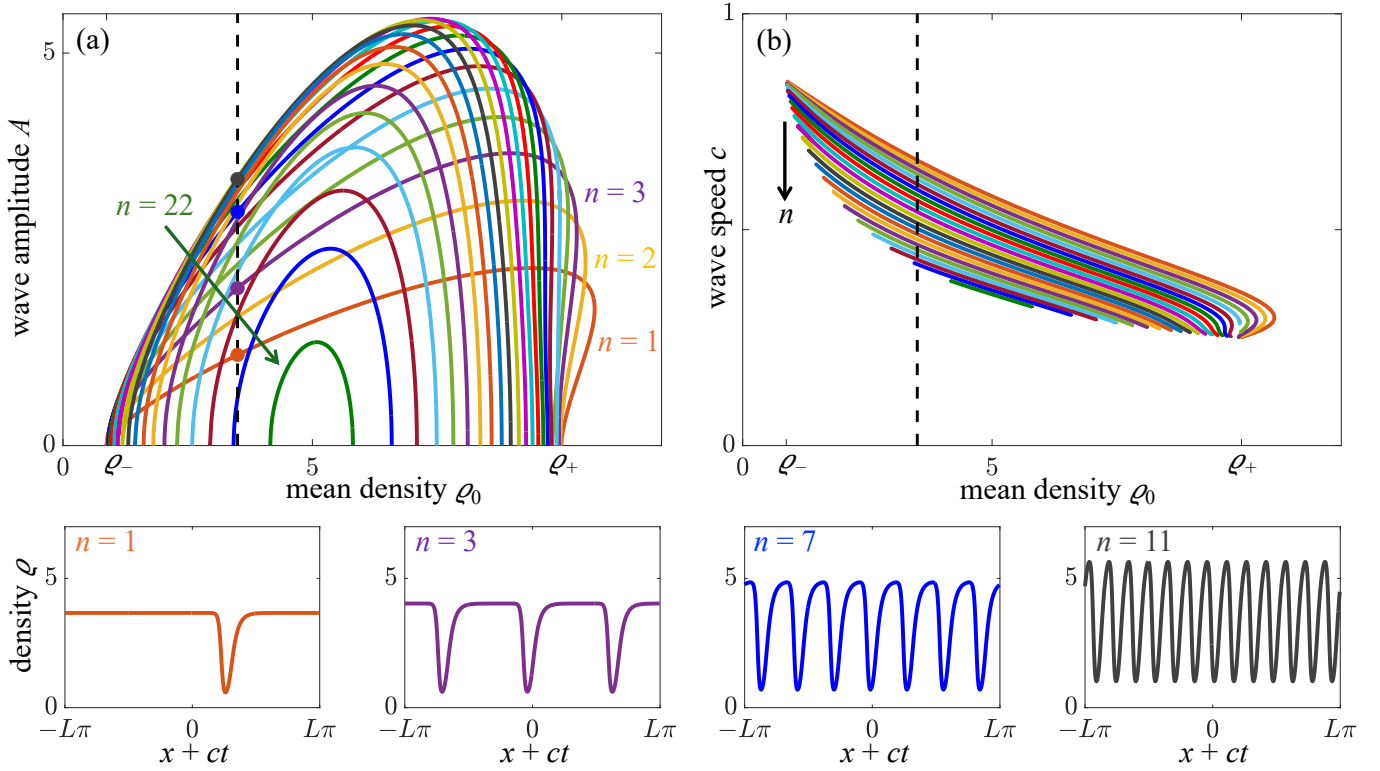 (a)
wave amplitude A
5
0
n = 22
n = 3
n = 2
n = 1
0 ϱ₋ 5 ϱ₊
mean density ϱ₀
(b)
wave speed c
1
0
n
0 ϱ₋ 5 ϱ₊
mean density ϱ₀
density ϱ
n = 1
5
0
−Lπ 0 Lπ
x + ct
n = 3
5
0
−Lπ 0 Lπ
x + ct
n = 7
5
0
−Lπ 0 Lπ
x + ct
n = 11
5
0
−Lπ 0 Lπ
x + ct